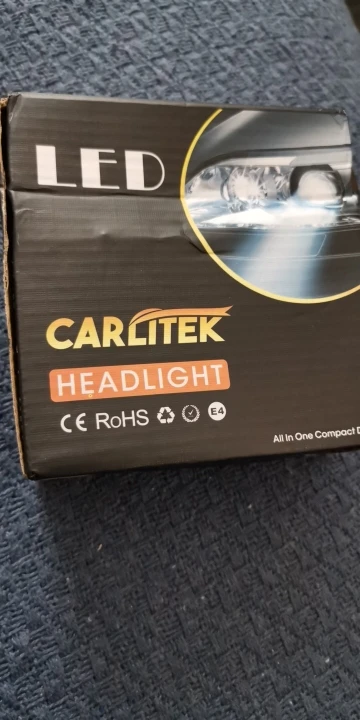 LED
CARLITEK
HEADLIGHT
CE RoHS E4
All In One Compact